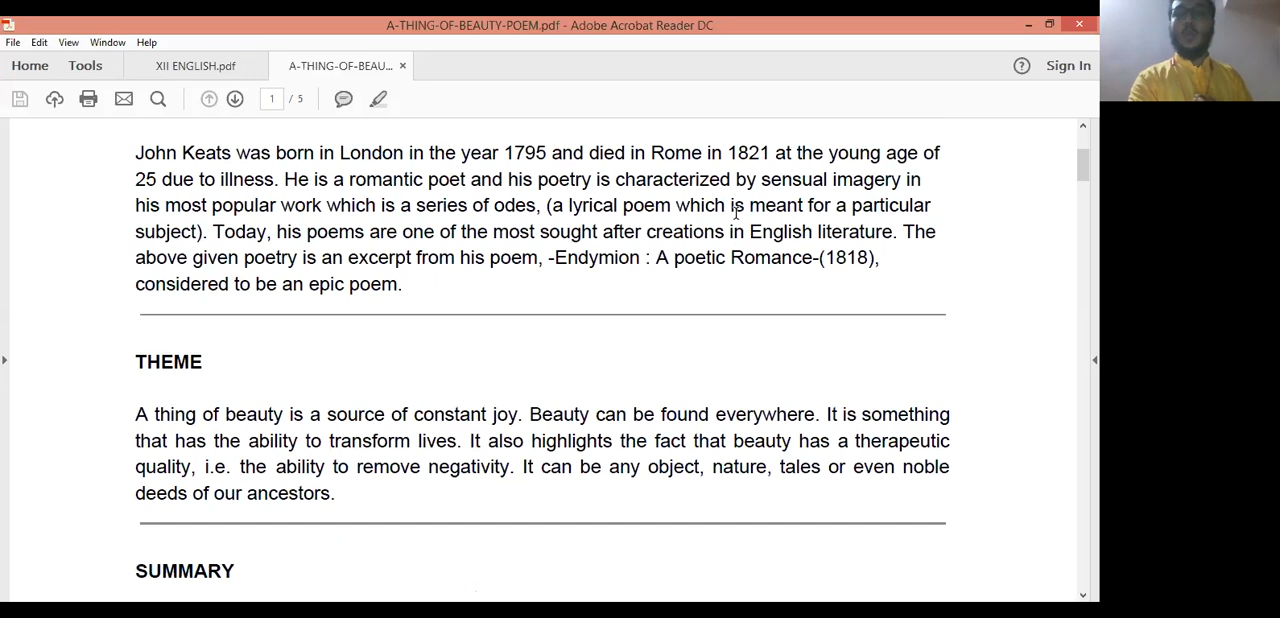 A-THING-OF-BEAUTY-POEM.pdf - Adobe Acrobat Reader DC
File Edit View Window Help
Home Tools XII ENGLISH.pdf A-THING-OF-BEAU... × Sign In
1 / 5
John Keats was born in London in the year 1795 and died in Rome in 1821 at the young age of
25 due to illness. He is a romantic poet and his poetry is characterized by sensual imagery in
his most popular work which is a series of odes, (a lyrical poem which is meant for a particular
subject). Today, his poems are one of the most sought after creations in English literature. The
above given poetry is an excerpt from his poem, -Endymion : A poetic Romance-(1818),
considered to be an epic poem.
THEME
A thing of beauty is a source of constant joy. Beauty can be found everywhere. It is something
that has the ability to transform lives. It also highlights the fact that beauty has a therapeutic
quality, i.e. the ability to remove negativity. It can be any object, nature, tales or even noble
deeds of our ancestors.
SUMMARY